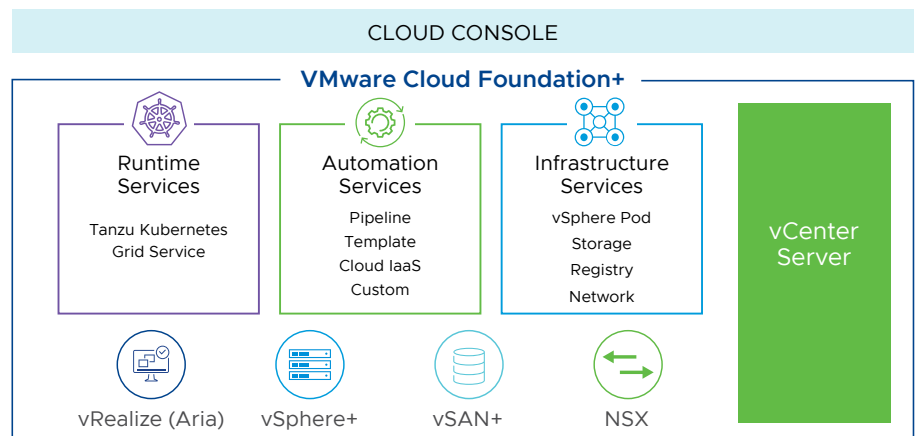 CLOUD CONSOLE
VMware Cloud Foundation+
Runtime
Services
Tanzu Kubernetes
Grid Service
Automation
Services
Pipeline
Template
Cloud IaaS
Custom
Infrastructure
Services
vSphere Pod
Storage
Registry
Network
vCenter
Server
vRealize (Aria)
vSphere+
vSAN+
NSX